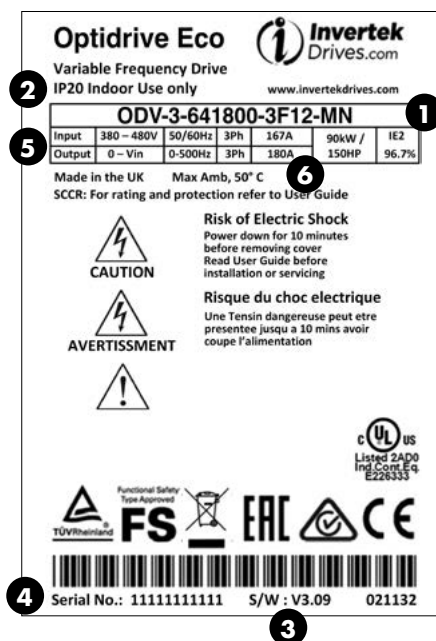 Optidrive Eco
Invertek
Drives.com
Variable Frequency Drive
2
IP20 Indoor Use only
www.invertekdrives.com
1
ODV-3-641800-3F12-MN
5
Input 380 – 480V 50/60Hz 3Ph 167A 90kW / 150HP IE2 96.7%
Output 0 – Vin 0-500Hz 3Ph 180A
Made in the UK Max Amb, 50° C
6
SCCR: For rating and protection refer to User Guide
Risk of Electric Shock
Power down for 10 minutes
before removing cover
Read User Guide before
installation or servicing
CAUTION
Risque du choc electrique
Une Tensin dangereuse peut etre
presentee jusqu a 10 mins avoir
coupe l'alimentation
AVERTISSMENT
C UL US
Listed 2AD0
Ind.Cont.Eq.
E226333
TÜVRheinland
Functional Safety
Type Approved
FS
EAC
CE
4
Serial No.: 11111111111 S/W : V3.09 021132
3